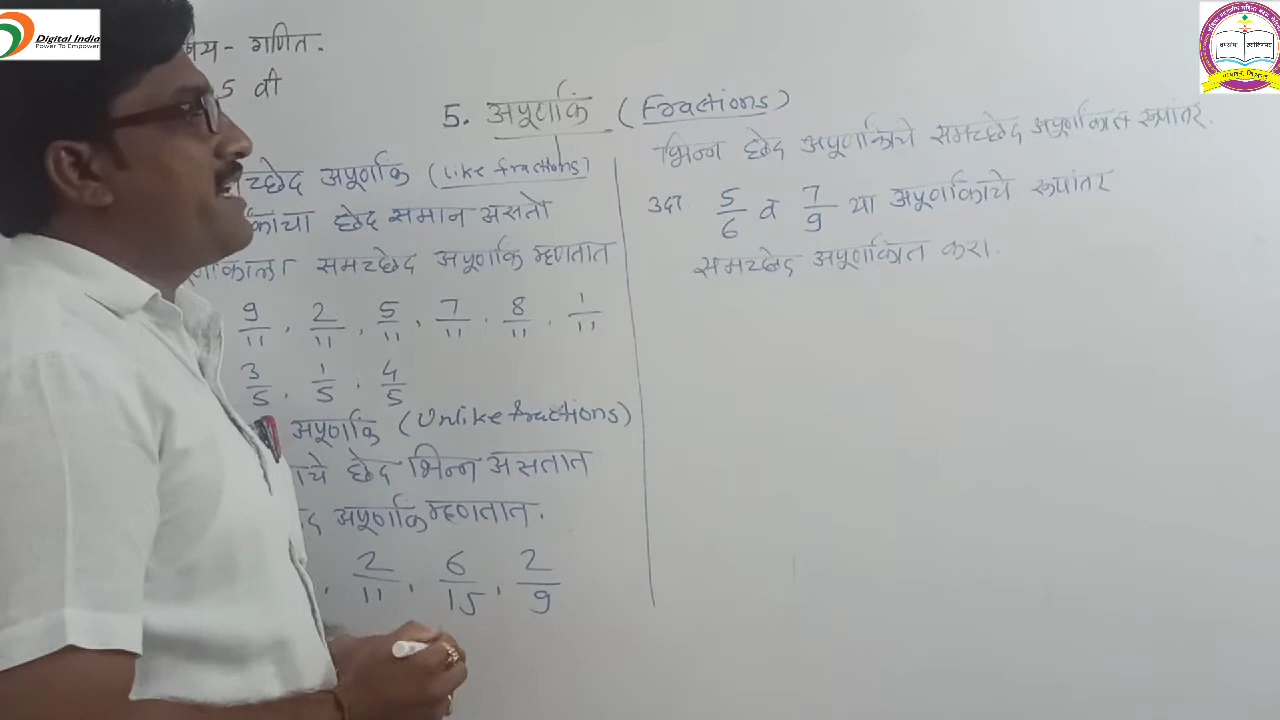 Digital India
Power To Empower
- गणित.
5 वी
5. अपूर्णांक (Fractions)
अपूर्णांक (Like fractions)
छेद समान असतो
समच्छेद अपूर्णांक म्हणतात
9/11, 2/11, 5/11, 7/11, 8/11, 1/11
3/5, 1/5, 4/5
अपूर्णांक (Unlike fractions)
छेद भिन्न असतात
अपूर्णांक म्हणतात.
, 2/11, 6/15, 2/9
भिन्न छेद अपूर्णांकाचे समच्छेद अपूर्णांकात रूपांतर.
उदा. 5/6 व 7/9 या अपूर्णांकाचे रूपांतर
समच्छेद अपूर्णांकात करा.